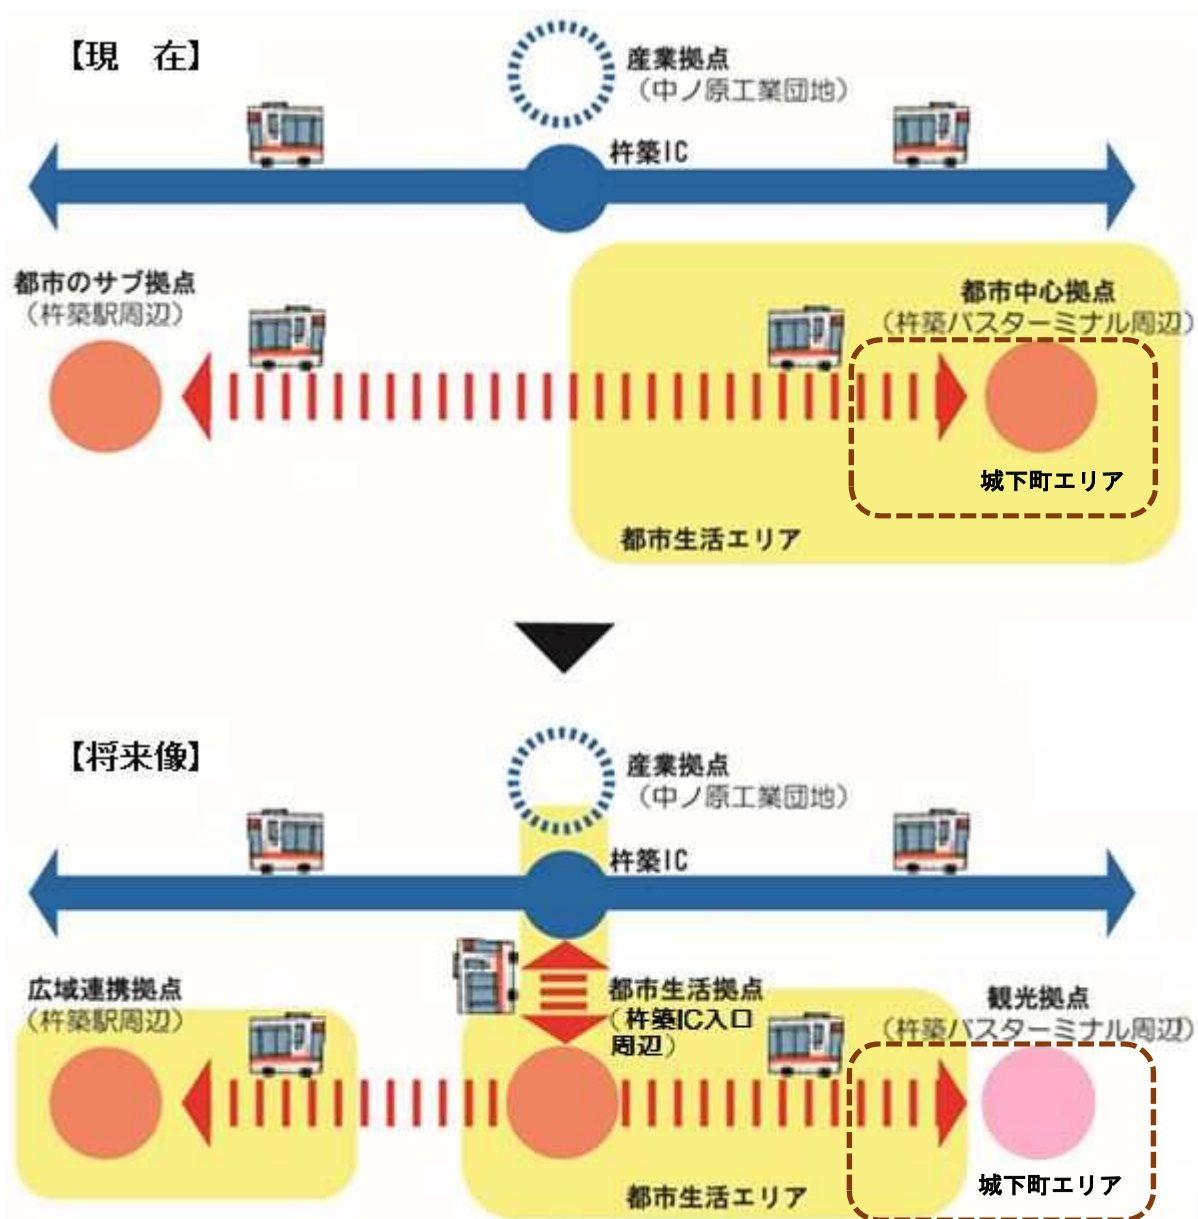 【現　在】
産業拠点
（中ノ原工業団地）
杵築IC
都市のサブ拠点
（杵築駅周辺）
都市中心拠点
（杵築バスターミナル周辺）
城下町エリア
都市生活エリア
【将来像】
産業拠点
（中ノ原工業団地）
杵築IC
広域連携拠点
（杵築駅周辺）
都市生活拠点
（杵築IC入口
周辺）
観光拠点
（杵築バスターミナル周辺）
城下町エリア
都市生活エリア